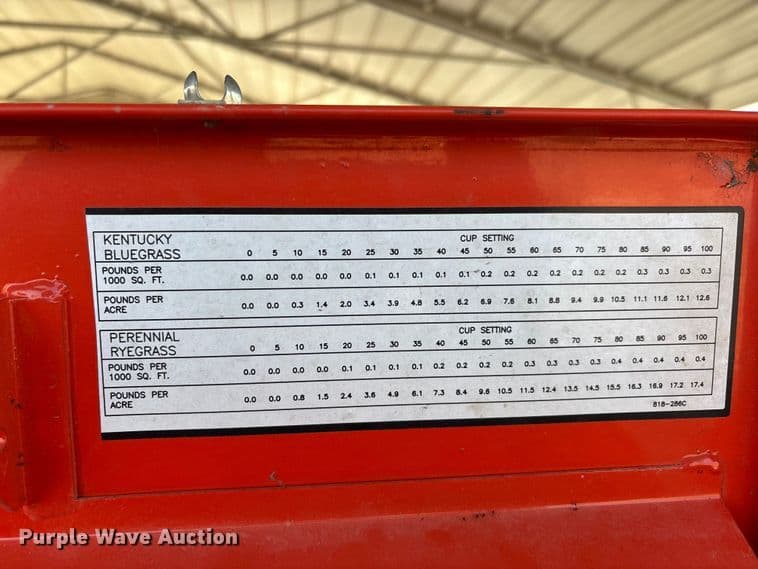 CUP SETTING
KENTUCKY
BLUEGRASS 0 5 10 15 20 25 30 35 40 45 50 55 60 65 70 75 80 85 90 95 100
POUNDS PER
1000 SQ. FT. 0.0 0.0 0.0 0.0 0.0 0.1 0.1 0.1 0.1 0.1 0.2 0.2 0.2 0.2 0.2 0.2 0.2 0.3 0.3 0.3 0.3
POUNDS PER
ACRE 0.0 0.0 0.3 1.4 2.0 3.4 3.9 4.8 5.5 6.2 6.9 7.6 8.1 8.8 9.4 9.9 10.5 11.1 11.6 12.1 12.6
CUP SETTING
PERENNIAL
RYEGRASS 0 5 10 15 20 25 30 35 40 45 50 55 60 65 70 75 80 85 90 95 100
POUNDS PER
1000 SQ. FT. 0.0 0.0 0.0 0.0 0.1 0.1 0.1 0.1 0.2 0.2 0.2 0.2 0.3 0.3 0.3 0.3 0.4 0.4 0.4 0.4 0.4
POUNDS PER
ACRE 0.0 0.0 0.8 1.5 2.4 3.6 4.9 6.1 7.3 8.4 9.6 10.5 11.5 12.4 13.5 14.5 15.5 16.3 16.9 17.2 17.4
818-286C
Purple Wave Auction